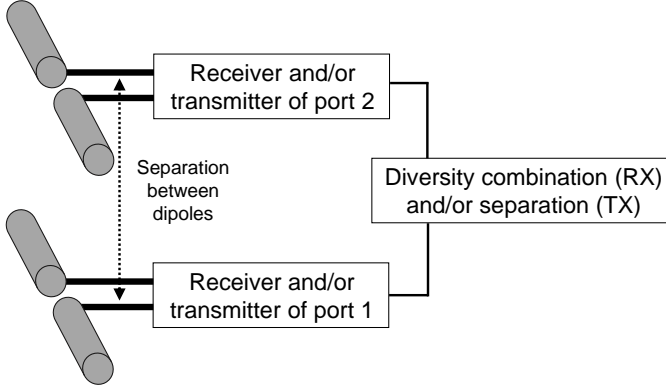 Receiver and/or
transmitter of port 2
Separation
between
dipoles
Diversity combination (RX)
and/or separation (TX)
Receiver and/or
transmitter of port 1